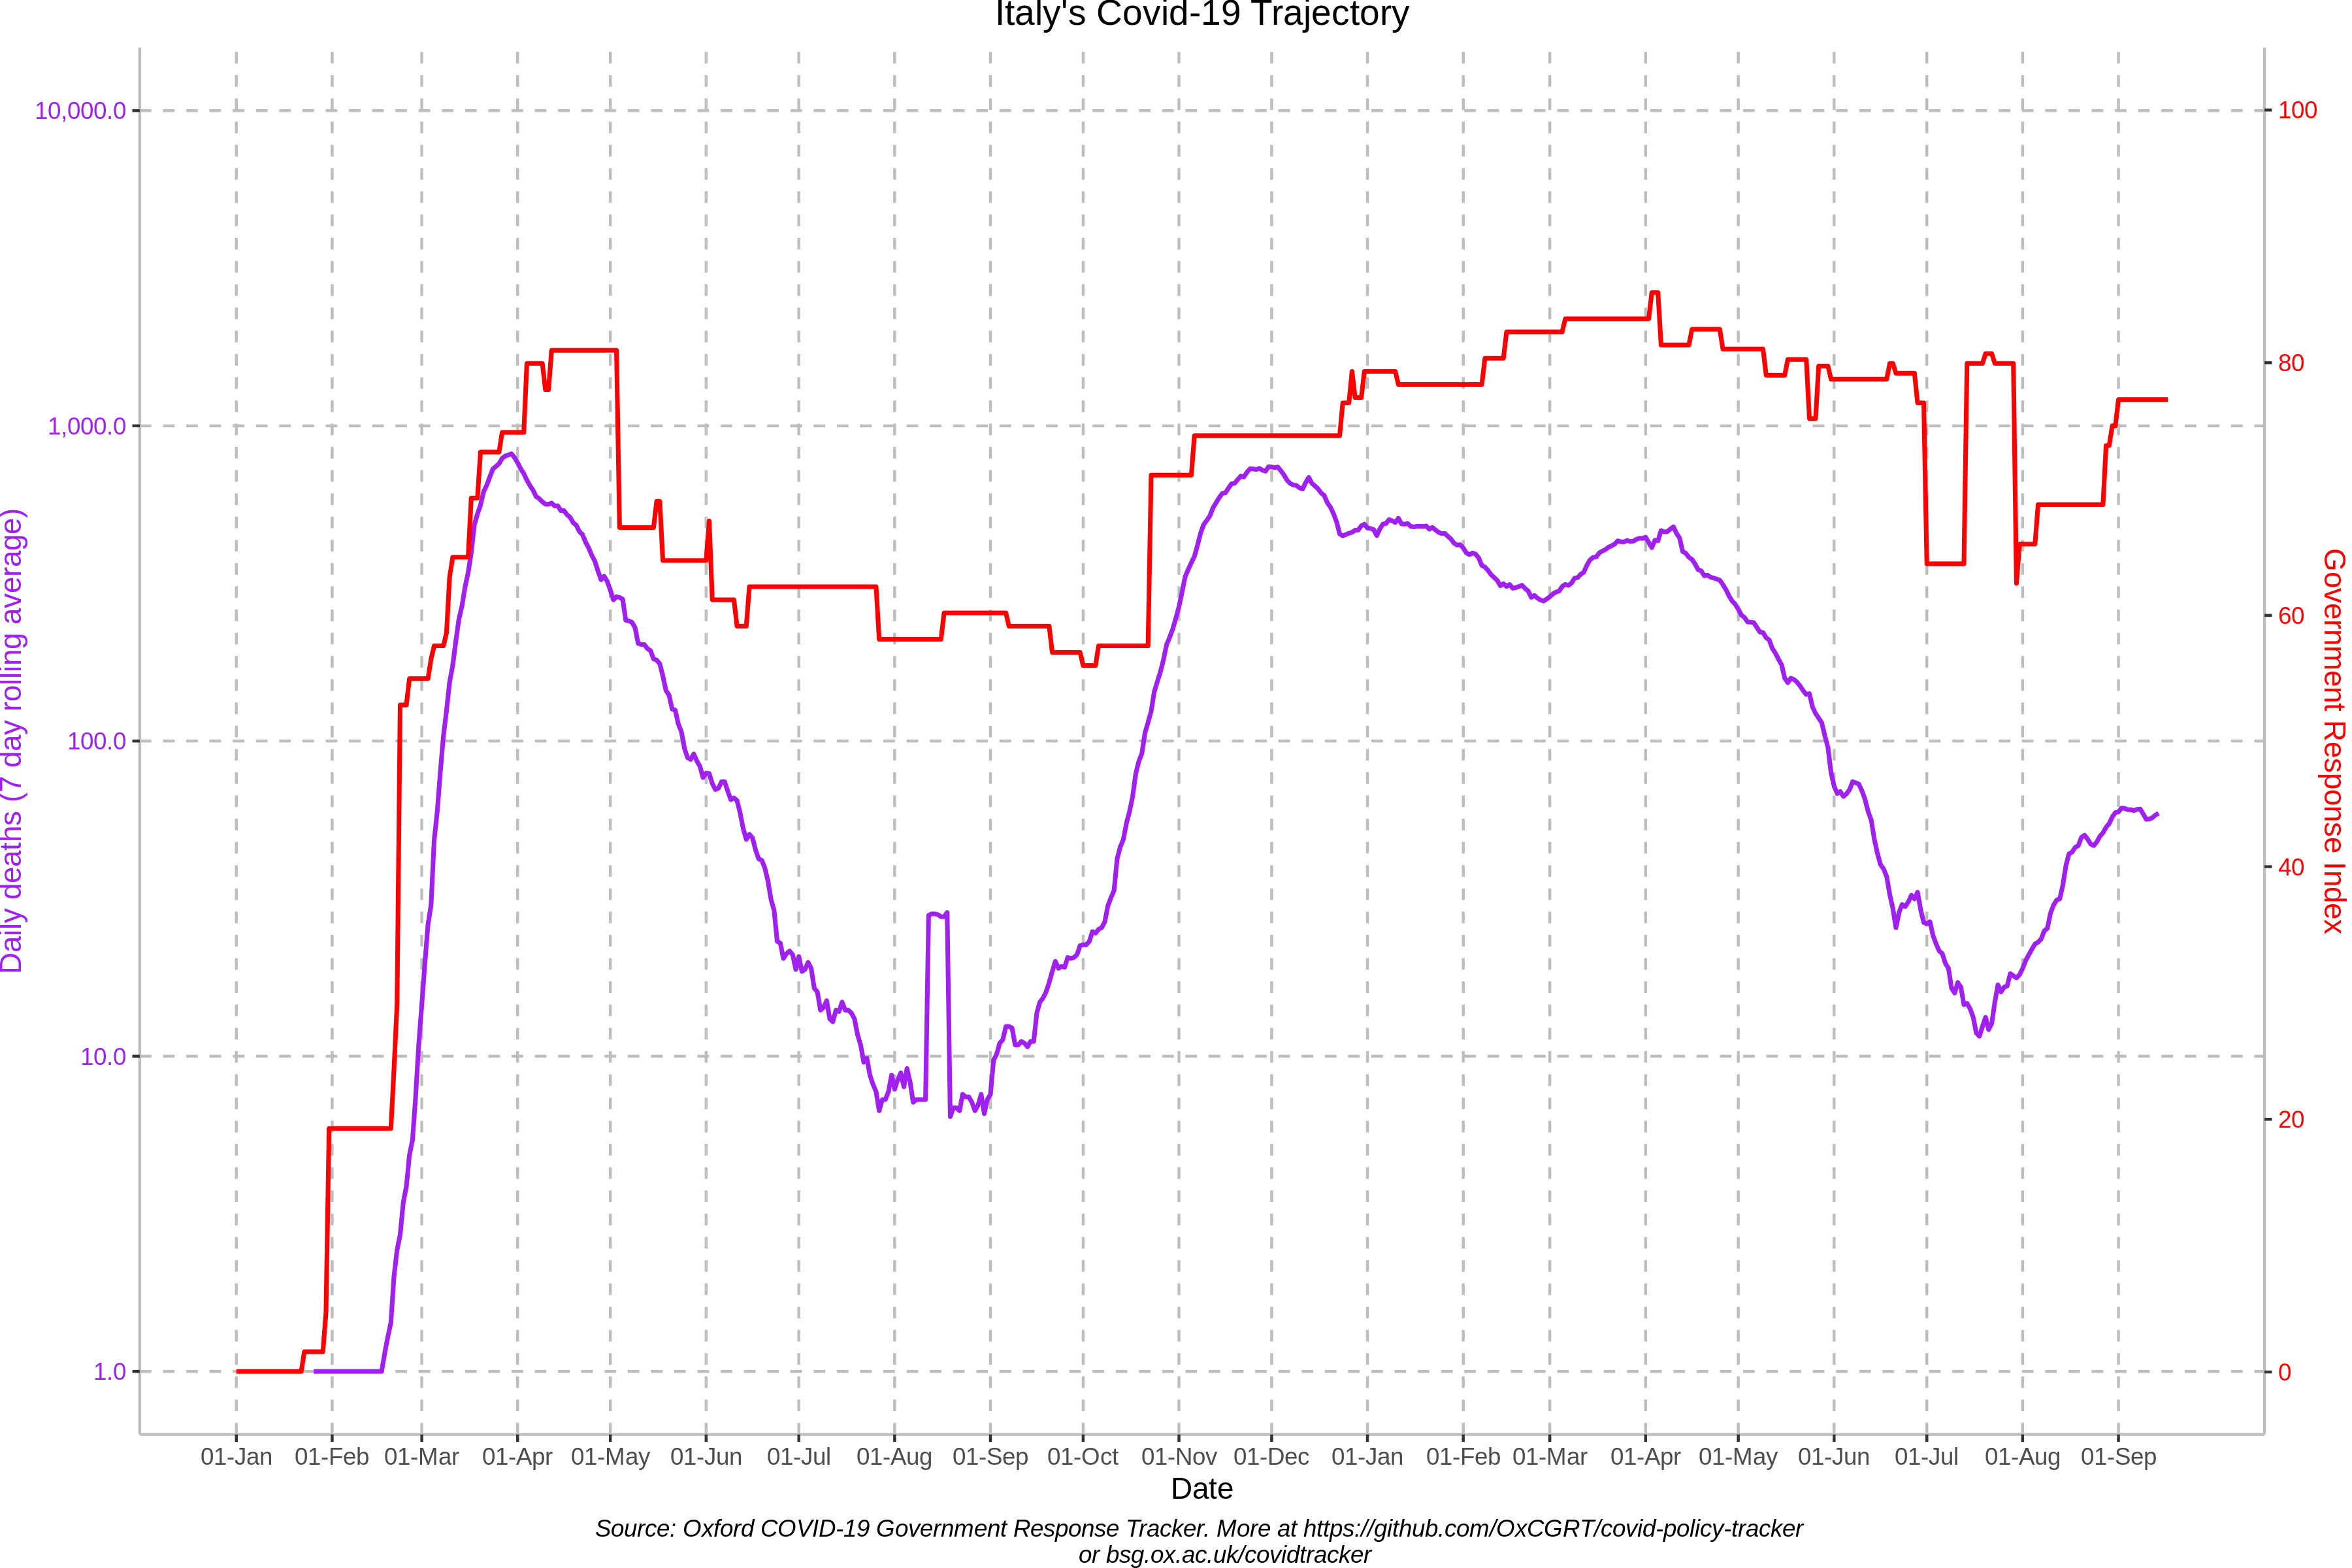 Italy's Covid-19 Trajectory
10,000.0
1,000.0
100.0
10.0
1.0
Daily deaths (7 day rolling average)
100
80
60
40
20
0
Government Response Index
01-Jan 01-Feb 01-Mar 01-Apr 01-May 01-Jun 01-Jul 01-Aug 01-Sep 01-Oct 01-Nov 01-Dec 01-Jan 01-Feb 01-Mar 01-Apr 01-May 01-Jun 01-Jul 01-Aug 01-Sep
Date
Source: Oxford COVID-19 Government Response Tracker. More at https://github.com/OxCGRT/covid-policy-tracker
or bsg.ox.ac.uk/covidtracker